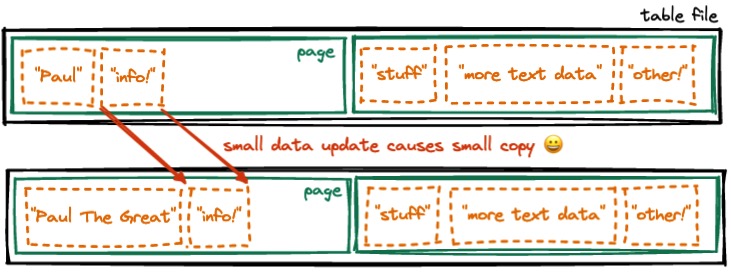 table file
page
"Paul" "info!" "stuff" "more text data" "other!"
small data update causes small copy 😀
page
"Paul The Great" "info!" "stuff" "more text data" "other!"